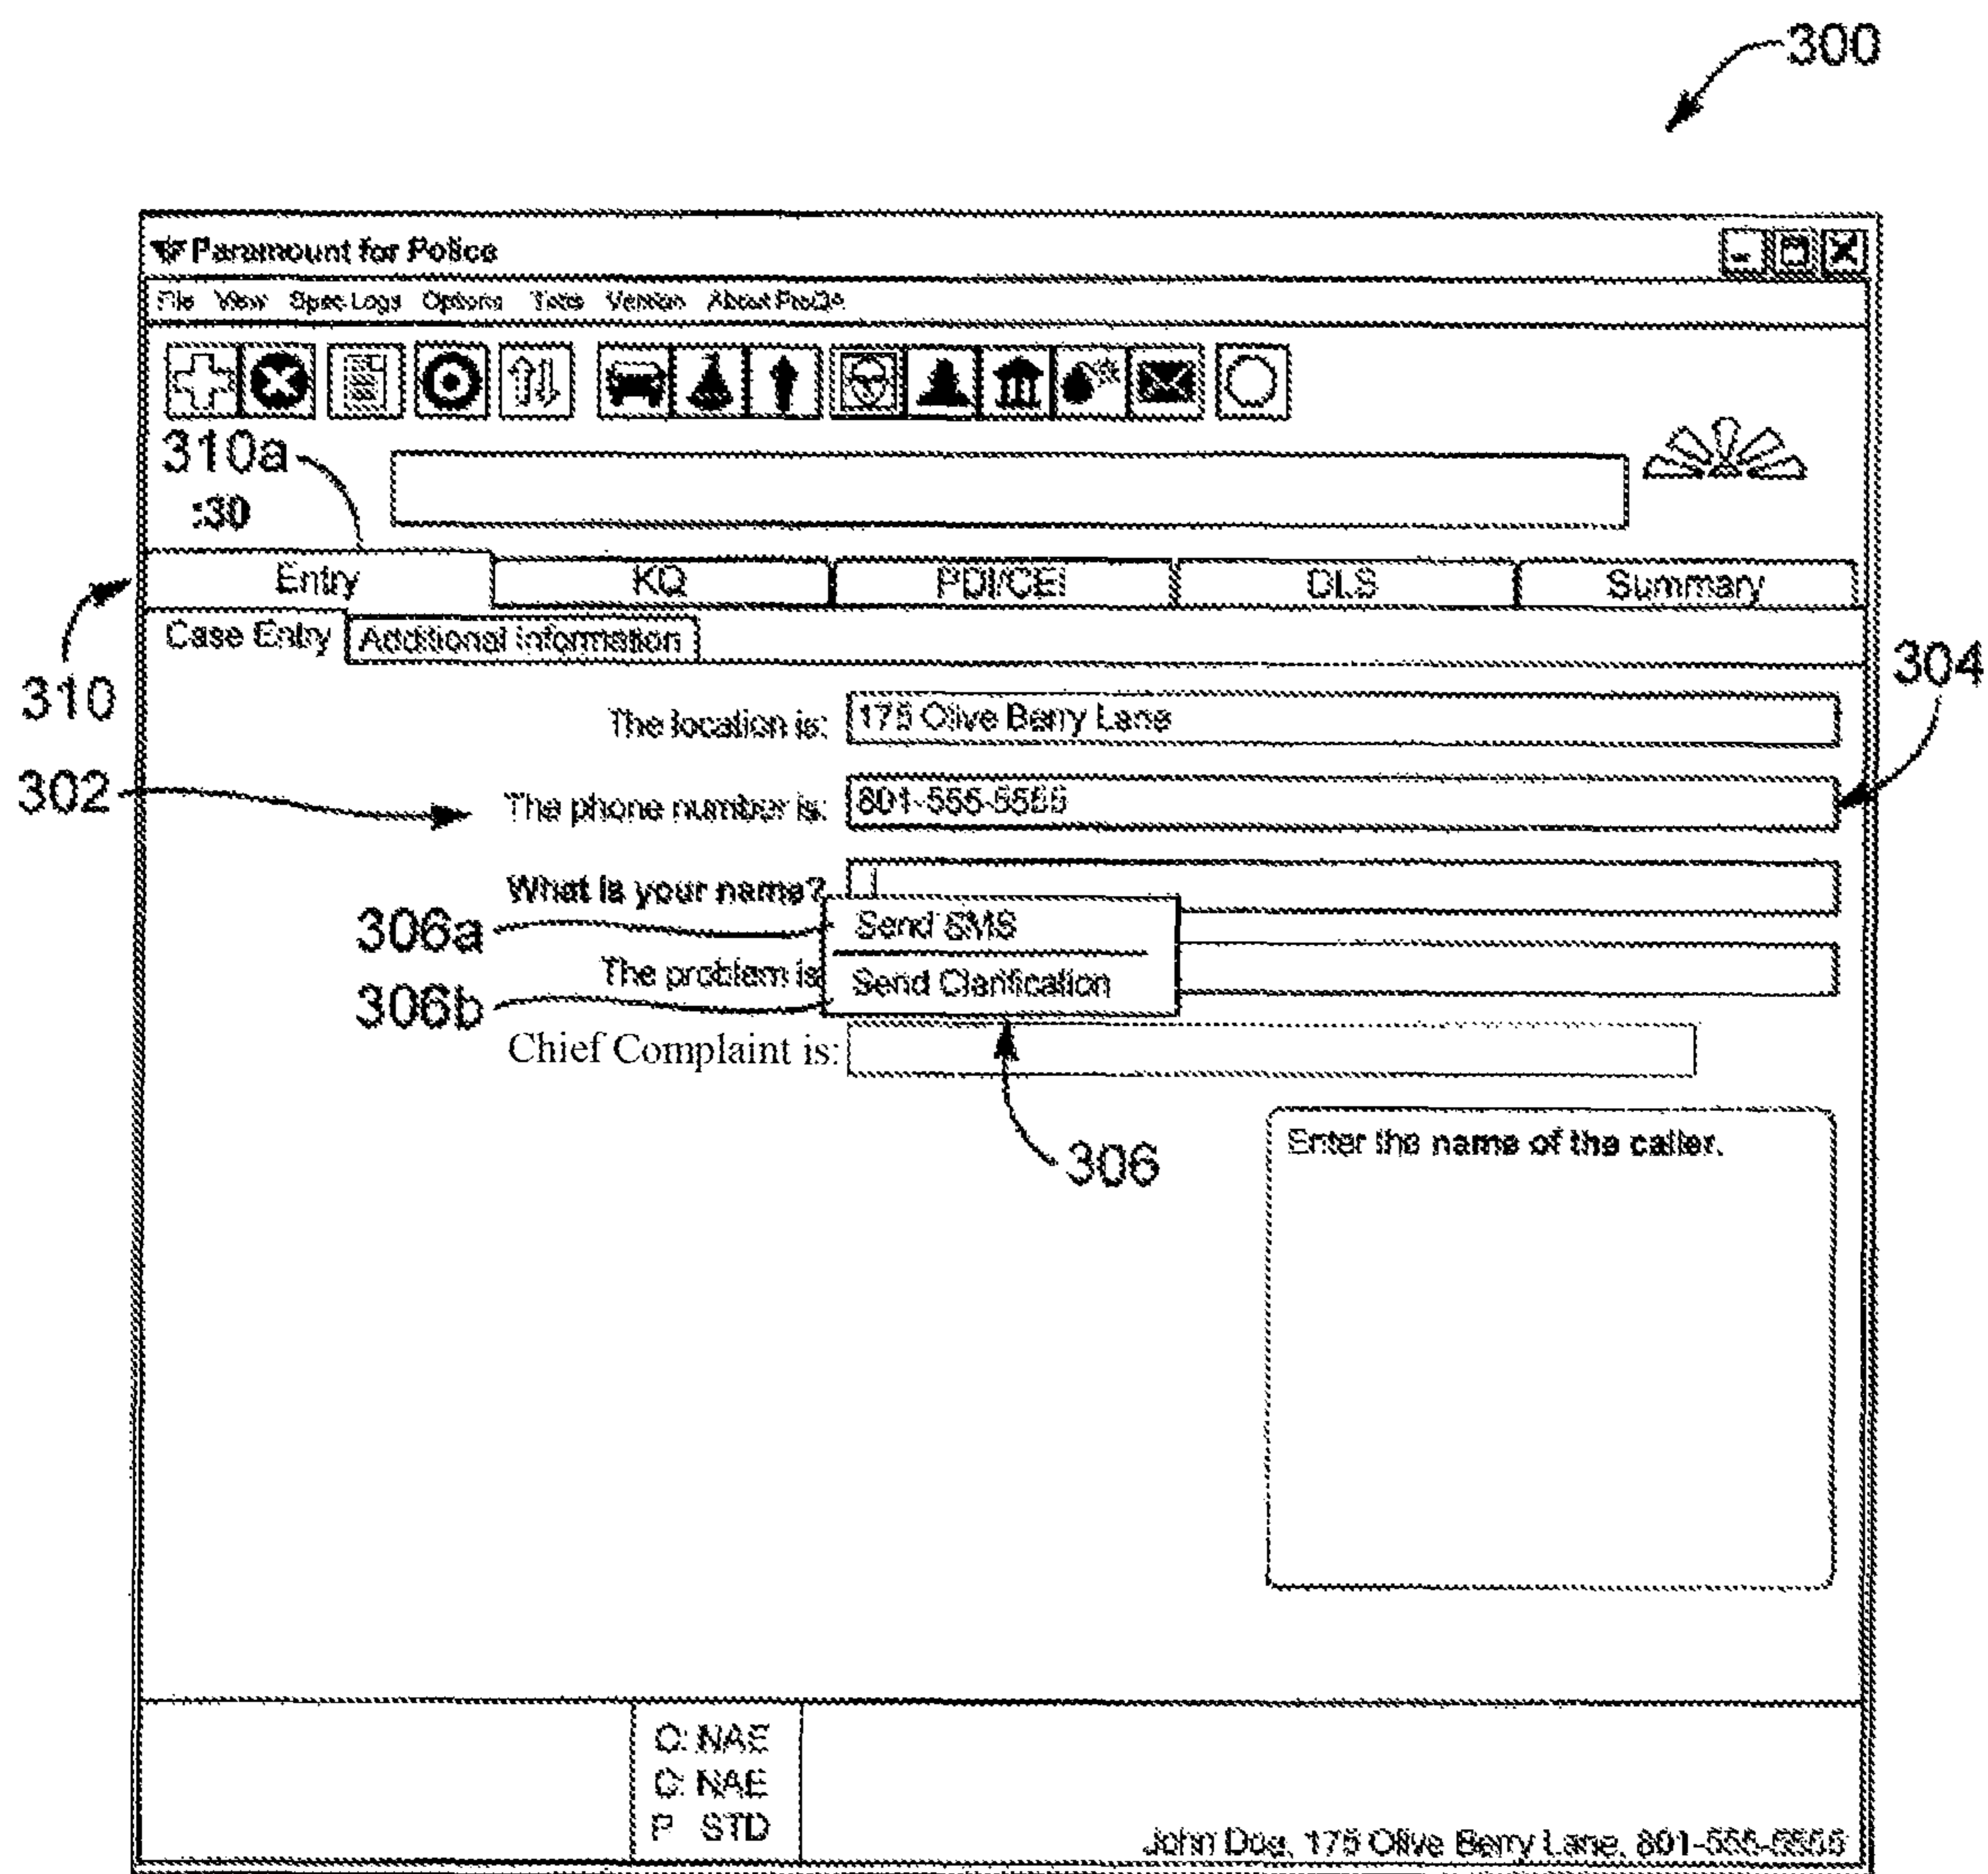 300
Paramount for Police
File View Spec Logs Options Tools Version About ProQA
310a
:30
Entry KQ PDI/CEI DLS Summary
Case Entry Additional Information
310
304
The location is: 175 Olive Berry Lane
302
The phone number is: 801-555-5555
What is your name?
306a
Send SMS
The problem is
306b
Send Clarification
Chief Complaint is:
306
Enter the name of the caller.
C: NAE
C: NAE
P STD
John Doe, 175 Olive Berry Lane, 801-555-5555